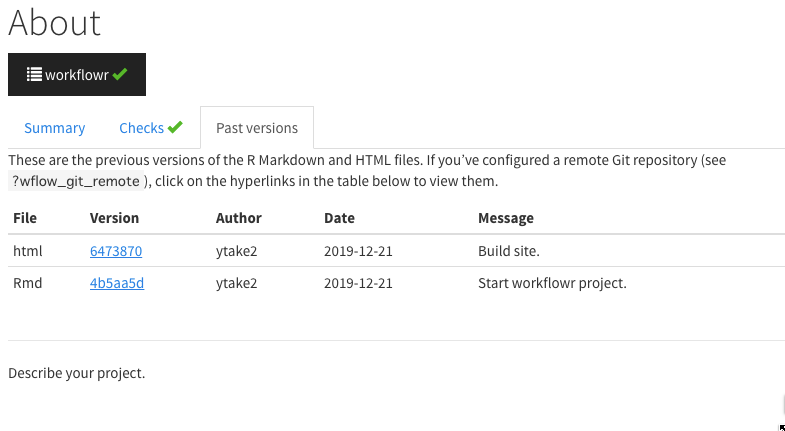 About
workflowr
Summary Checks Past versions
These are the previous versions of the R Markdown and HTML files. If you’ve configured a remote Git repository (see
?wflow_git_remote ), click on the hyperlinks in the table below to view them.
File Version Author Date Message
html 6473870 ytake2 2019-12-21 Build site.
Rmd 4b5aa5d ytake2 2019-12-21 Start workflowr project.
Describe your project.